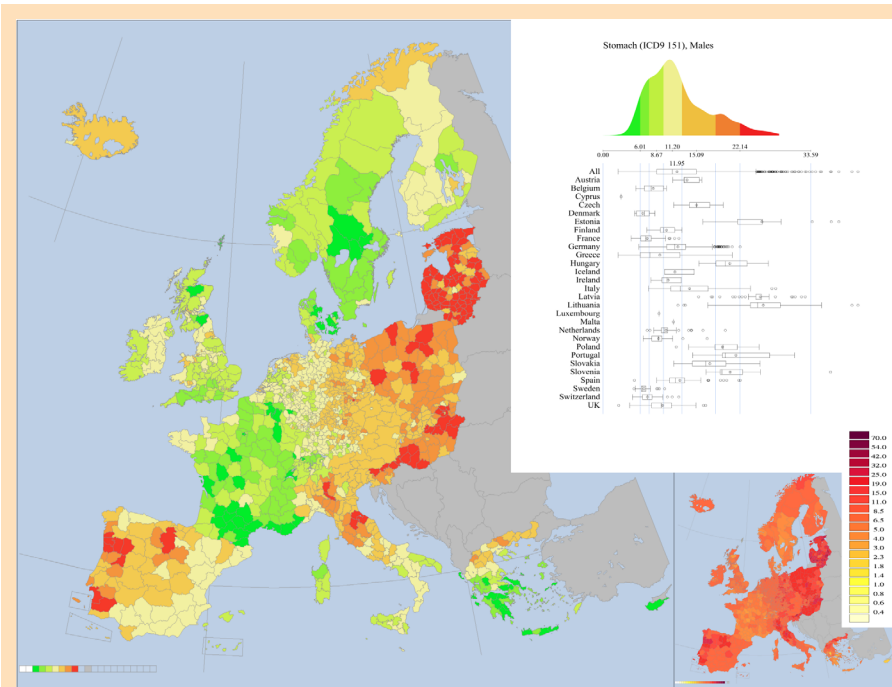 Stomach (ICD9 151), Males
6.01 11.20 22.14
0.00 8.67 15.09 33.59
11.95
All
Austria
Belgium
Cyprus
Czech
Denmark
Estonia
Finland
France
Germany
Greece
Hungary
Iceland
Ireland
Italy
Latvia
Lithuania
Luxembourg
Malta
Netherlands
Norway
Poland
Portugal
Slovakia
Slovenia
Spain
Sweden
Switzerland
UK
70.0
54.0
42.0
32.0
25.0
19.0
15.0
11.0
8.5
6.5
5.0
4.0
3.0
2.3
1.8
1.4
1.0
0.8
0.6
0.4